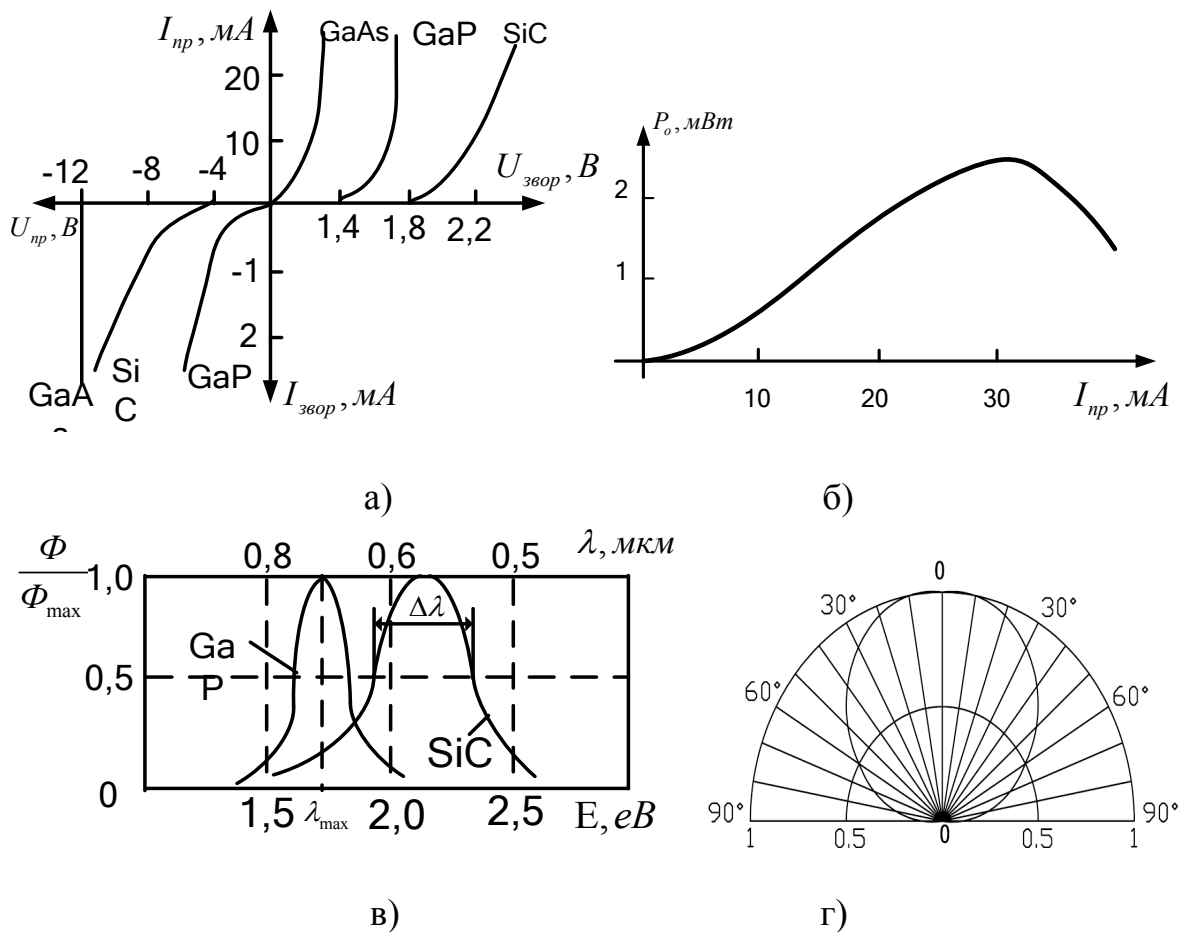 I_пр, мА
GaAs GaP SiC
20
10
-12 -8 -4
U_звор, В
U_пр, В
1,4 1,8 2,2
-1
2
GaA
Si
C
GaP
I_звор, мА
а)
P_o, мВт
2
1
10 20 30 I_пр, мА
б)
Φ
Φ_max
0,8 0,6 0,5 λ, мкм
1,0
Δλ
Ga
P
0,5
SiC
0
1,5 λ_max 2,0 2,5 E, eB
в)
0
30° 30°
60° 60°
90° 90°
1 0.5 0 0.5 1
г)